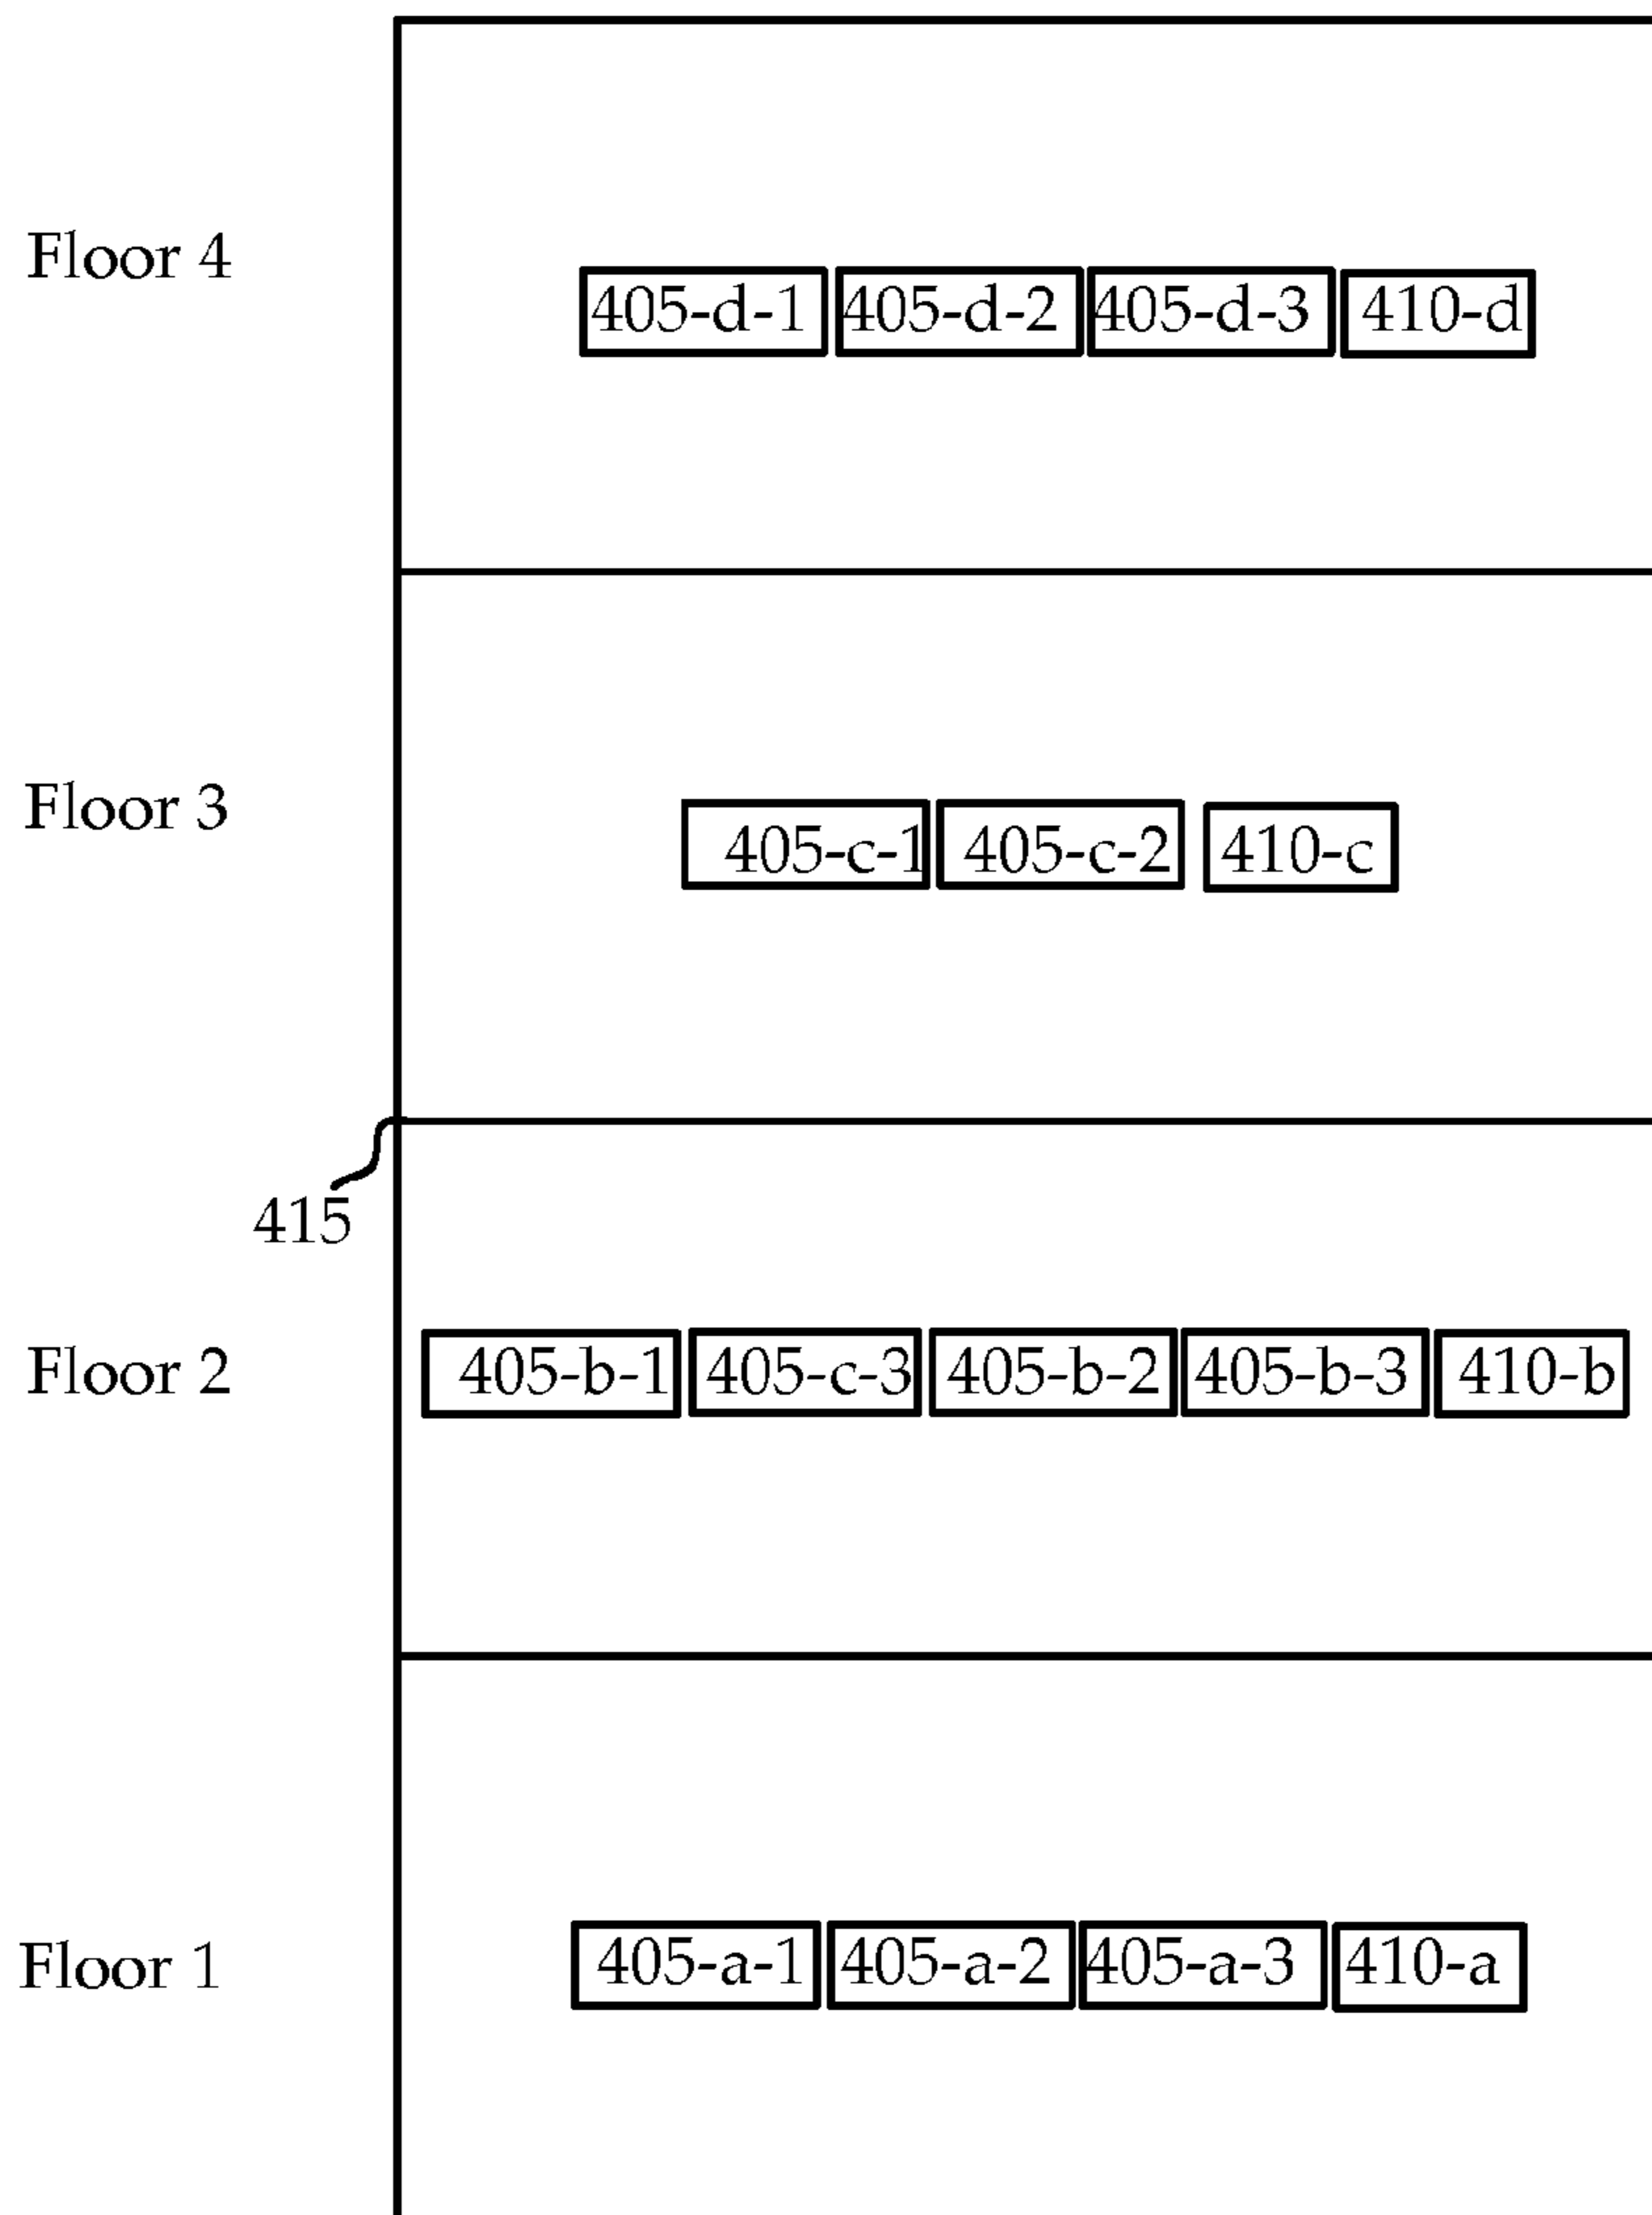 Floor 4
405-d-1 405-d-2 405-d-3 410-d
Floor 3
405-c-1 405-c-2 410-c
415
Floor 2
405-b-1 405-c-3 405-b-2 405-b-3 410-b
Floor 1
405-a-1 405-a-2 405-a-3 410-a